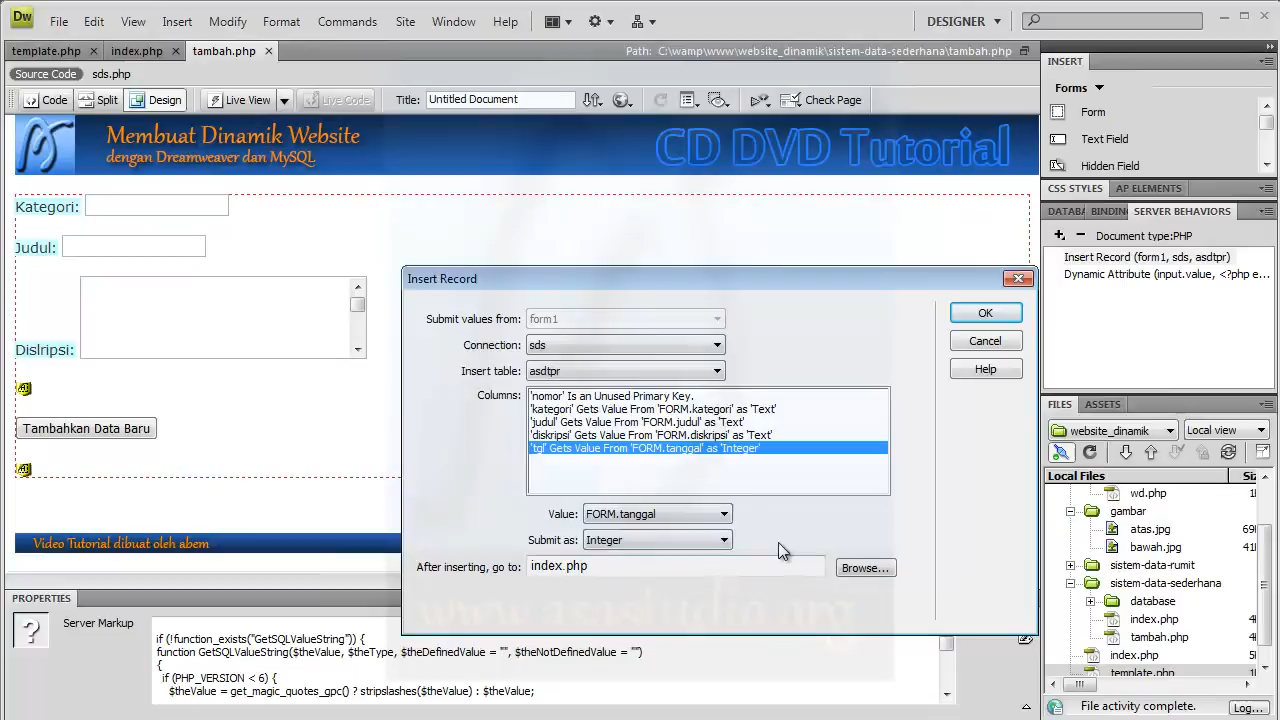 Dw File Edit View Insert Modify Format Commands Site Window Help DESIGNER
template.php index.php tambah.php Path: C:\wamp\www\website_dinamik\sistem-data-sederhana\tambah.php
Source Code sds.php
Code Split Design Live View Live Code Title: Untitled Document Check Page
Membuat Dinamik Website
dengan Dreamweaver dan MySQL
CD DVD Tutorial
Kategori:
Judul:
Dislripsi:
Tambahkan Data Baru
Video Tutorial dibuat oleh abem
Insert Record
Submit values from: form1
Connection: sds
Insert table: asdtpr
Columns: 'nomor' Is an Unused Primary Key.
'kategori' Gets Value From 'FORM.kategori' as 'Text'
'judul' Gets Value From 'FORM.judul' as 'Text'
'diskripsi' Gets Value From 'FORM.diskripsi' as 'Text'
'tgl' Gets Value From 'FORM.tanggal' as 'Integer'
Value: FORM.tanggal
Submit as: Integer
After inserting, go to: index.php Browse...
OK
Cancel
Help
PROPERTIES
Server Markup
if (!function_exists("GetSQLValueString")) {
function GetSQLValueString($theValue, $theType, $theDefinedValue = "", $theNotDefinedValue = "")
{
if (PHP_VERSION < 6) {
$theValue = get_magic_quotes_gpc() ? stripslashes($theValue) : $theValue;
INSERT
Forms
Form
Text Field
Hidden Field
CSS STYLES AP ELEMENTS
DATABA BINDING SERVER BEHAVIORS
Document type:PHP
Insert Record (form1, sds, asdtpr)
Dynamic Attribute (input.value, <?php e...
FILES ASSETS
website_dinamik Local view
Local Files Siz
wd.php 1
gambar
atas.jpg 69
bawah.jpg 41
sistem-data-rumit
sistem-data-sederhana
database
index.php 4
tambah.php 4
index.php 5
template.php 1
File activity complete. Log...